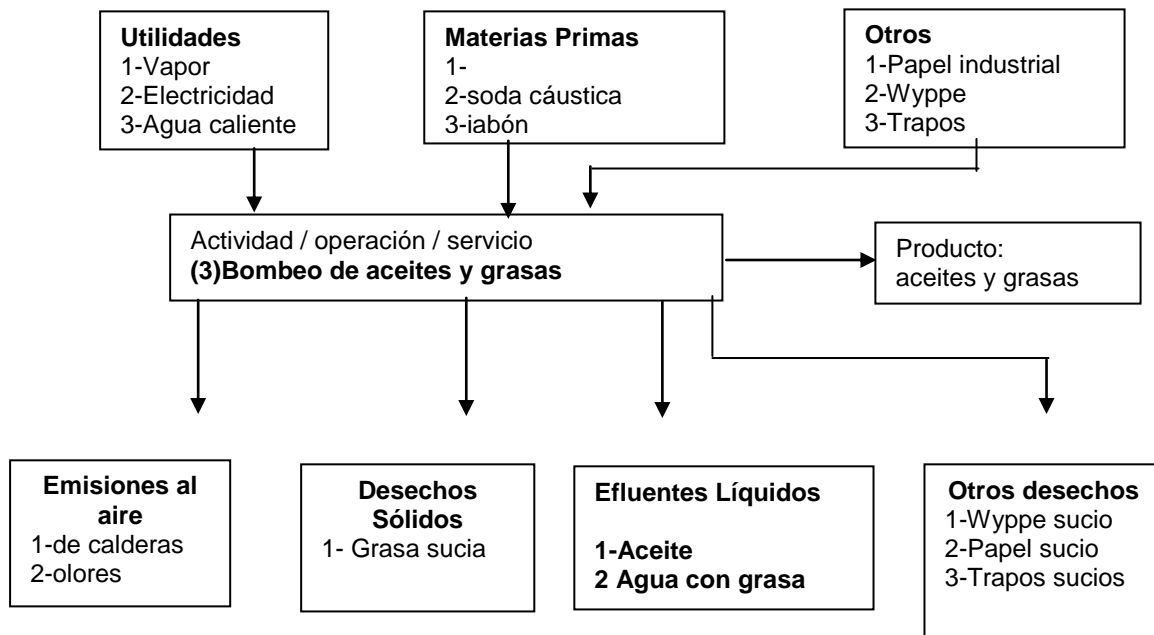 Utilidades
1-Vapor
2-Electricidad
3-Agua caliente
Materias Primas
1-
2-soda cáustica
3-iabón
Otros
1-Papel industrial
2-Wyppe
3-Trapos
Actividad / operación / servicio
(3)Bombeo de aceites y grasas
Producto:
aceites y grasas
Emisiones al
aire
1-de calderas
2-olores
Desechos
Sólidos
1- Grasa sucia
Efluentes Líquidos
1-Aceite
2 Agua con grasa
Otros desechos
1-Wyppe sucio
2-Papel sucio
3-Trapos sucios